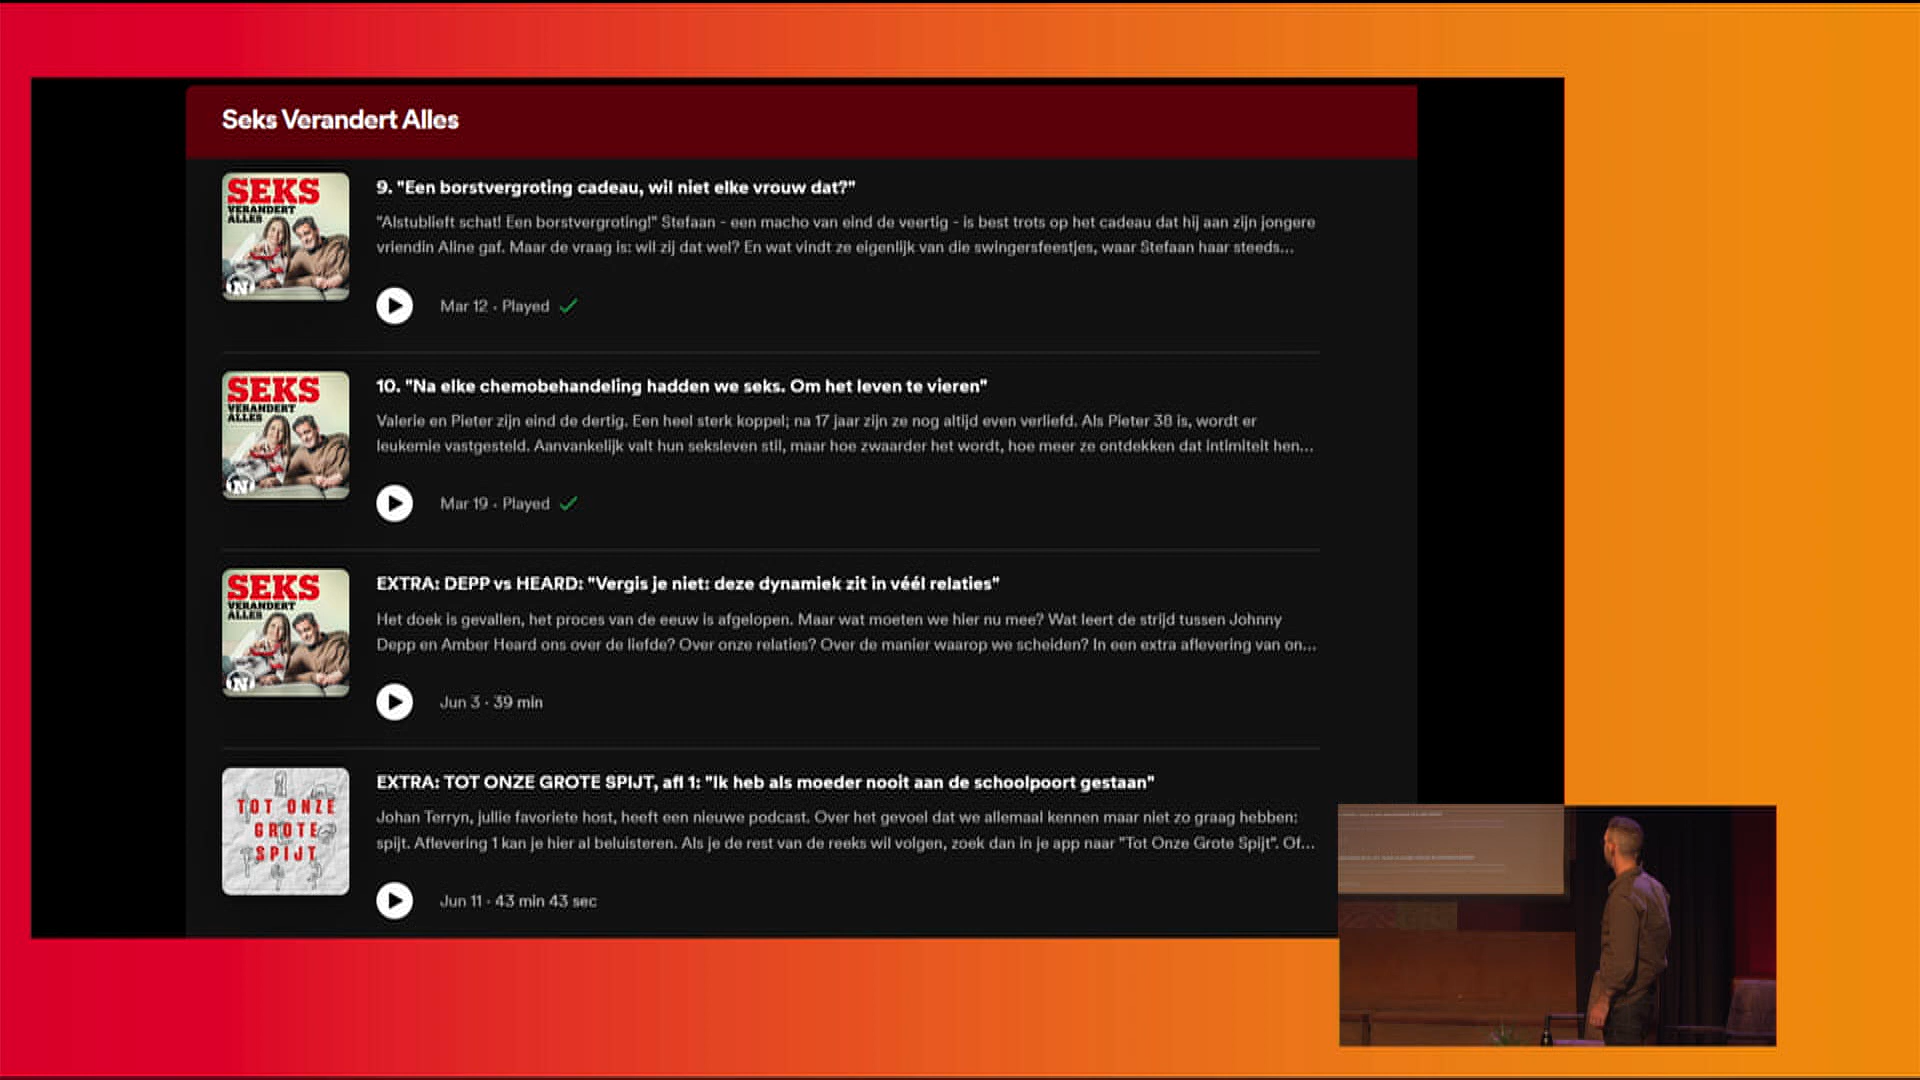 Seks Verandert Alles
SEKS
VERANDERT
ALLES
N
9. "Een borstvergroting cadeau, wil niet elke vrouw dat?"
"Alstublieft schat! Een borstvergroting!" Stefaan - een macho van eind de veertig - is best trots op het cadeau dat hij aan zijn jongere
vriendin Aline gaf. Maar de vraag is: wil zij dat wel? En wat vindt ze eigenlijk van die swingersfeestjes, waar Stefaan haar steeds...
Mar 12 · Played
SEKS
VERANDERT
ALLES
N
10. "Na elke chemobehandeling hadden we seks. Om het leven te vieren"
Valerie en Pieter zijn eind de dertig. Een heel sterk koppel; na 17 jaar zijn ze nog altijd even verliefd. Als Pieter 38 is, wordt er
leukemie vastgesteld. Aanvankelijk valt hun seksleven stil, maar hoe zwaarder het wordt, hoe meer ze ontdekken dat intimiteit hen...
Mar 19 · Played
SEKS
VERANDERT
ALLES
N
EXTRA: DEPP vs HEARD: "Vergis je niet: deze dynamiek zit in véél relaties"
Het doek is gevallen, het proces van de eeuw is afgelopen. Maar wat moeten we hier nu mee? Wat leert de strijd tussen Johnny
Depp en Amber Heard ons over de liefde? Over onze relaties? Over de manier waarop we scheiden? In een extra aflevering van on...
Jun 3 · 39 min
TOT ONZE
GROTE
SPIJT
EXTRA: TOT ONZE GROTE SPIJT, afl 1: "Ik heb als moeder nooit aan de schoolpoort gestaan"
Johan Terryn, jullie favoriete host, heeft een nieuwe podcast. Over het gevoel dat we allemaal kennen maar niet zo graag hebben:
spijt. Aflevering 1 kan je hier al beluisteren. Als je de rest van de reeks wil volgen, zoek dan in je app naar "Tot Onze Grote Spijt". Of...
Jun 11 · 43 min 43 sec